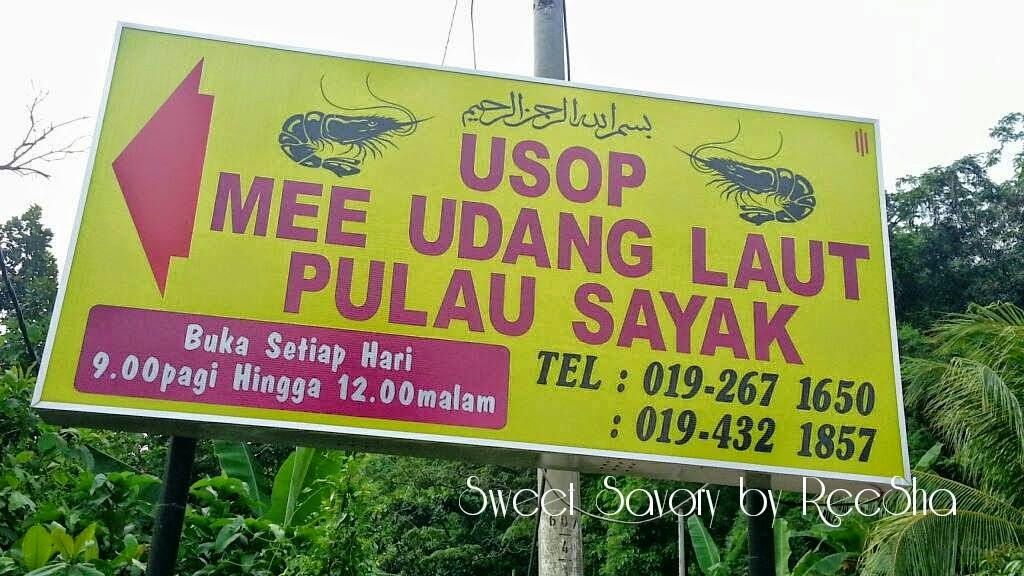 بسم الله الرحمن الرحيم
USOP
MEE UDANG LAUT
PULAU SAYAK
Buka Setiap Hari
9.00pagi Hingga 12.00malam
TEL : 019-267 1650
: 019-432 1857
Sweet Savory by ReeSha